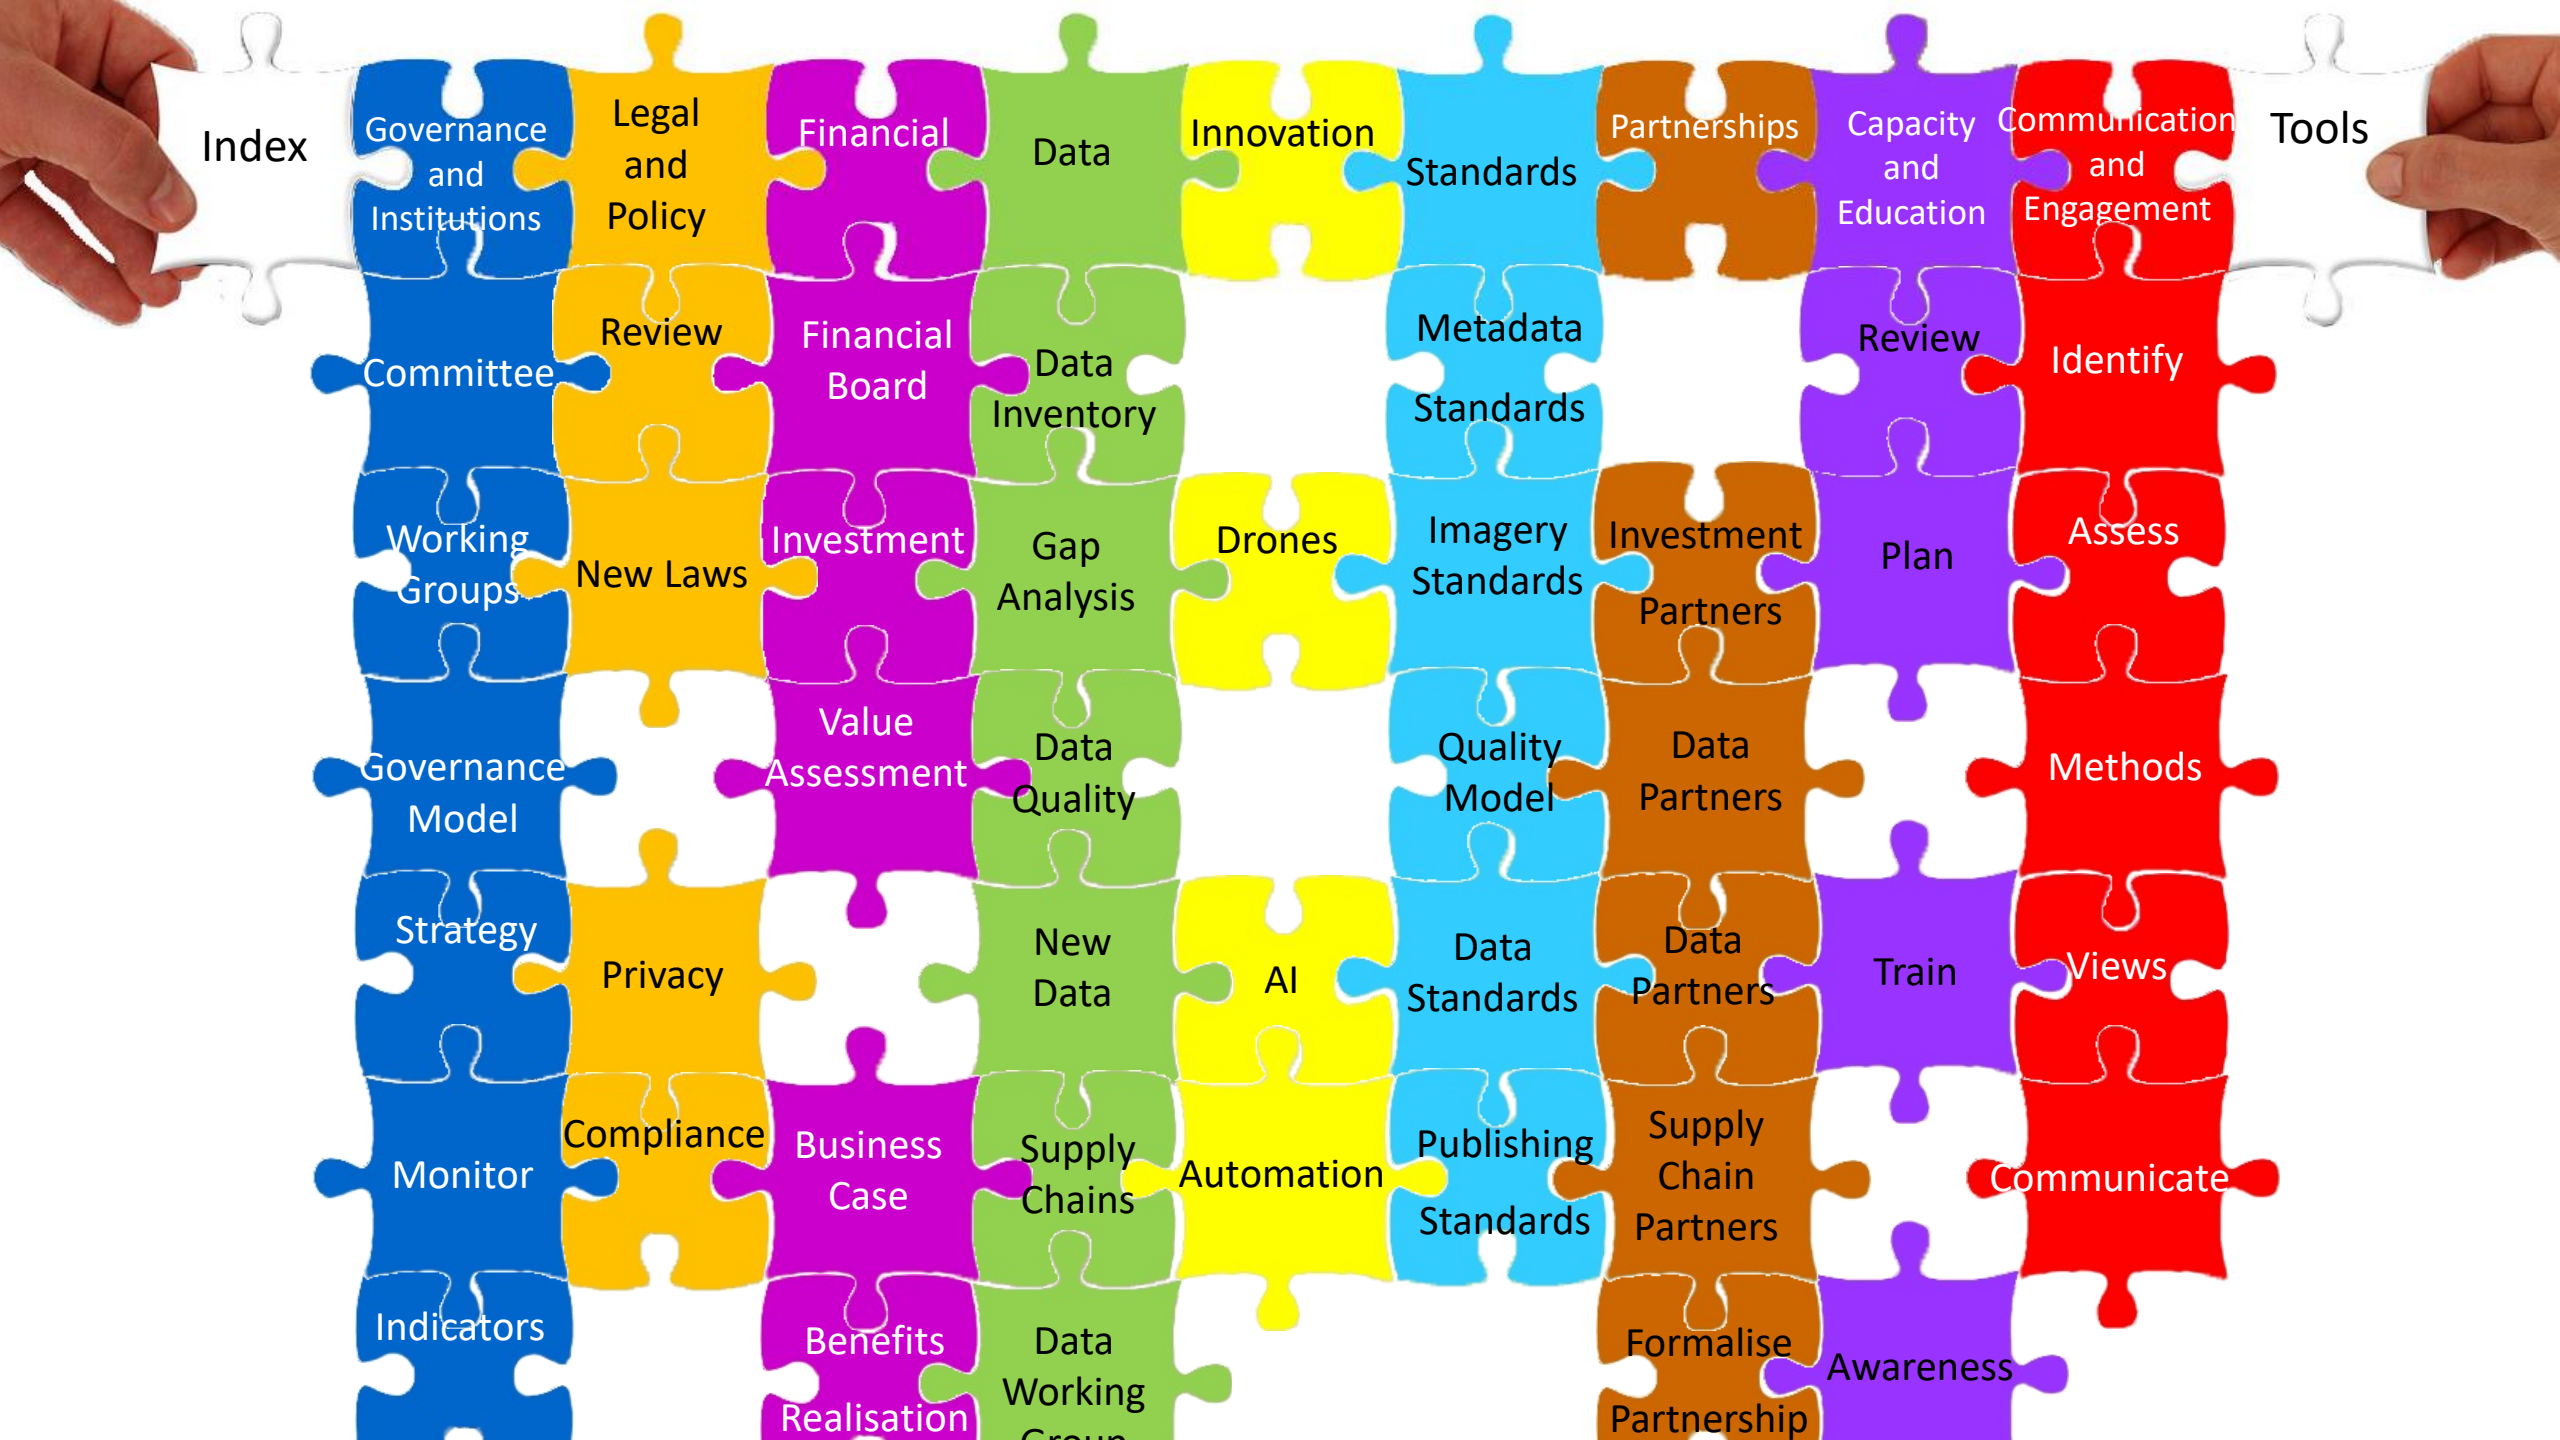 Index
Governance
and
Institutions
Legal
and
Policy
Financial
Data
Innovation
Standards
Partnerships
Capacity
and
Education
Communication
and
Engagement
Tools
Committee
Review
Financial
Board
Data
Inventory
Metadata
Standards
Review
Identify
Working
Groups
New Laws
Investment
Gap
Analysis
Drones
Imagery
Standards
Investment
Partners
Plan
Assess
Governance
Model
Value
Assessment
Data
Quality
Quality
Model
Data
Partners
Methods
Strategy
Privacy
New
Data
AI
Data
Standards
Data
Partners
Train
Views
Monitor
Compliance
Business
Case
Supply
Chains
Automation
Publishing
Standards
Supply
Chain
Partners
Communicate
Indicators
Benefits
Realisation
Data
Working
Group
Formalise
Partnership
Awareness